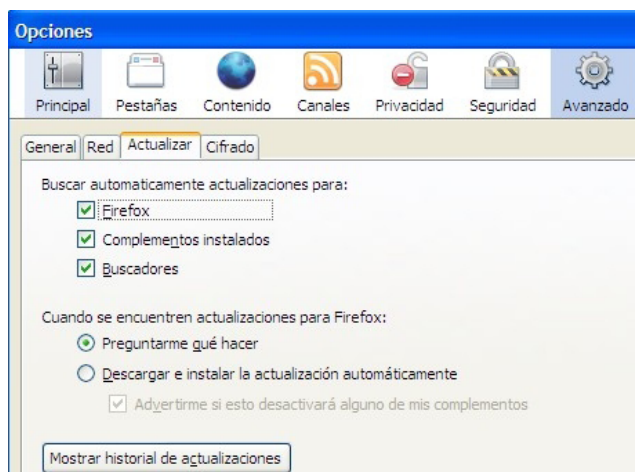 Opciones
Principal Pestañas Contenido Canales Privacidad Seguridad Avanzado
General Red Actualizar Cifrado
Buscar automaticamente actualizaciones para:
Firefox
Complementos instalados
Buscadores
Cuando se encuentren actualizaciones para Firefox:
Preguntarme qué hacer
Descargar e instalar la actualización automáticamente
Advertirme si esto desactivará alguno de mis complementos
Mostrar historial de actualizaciones